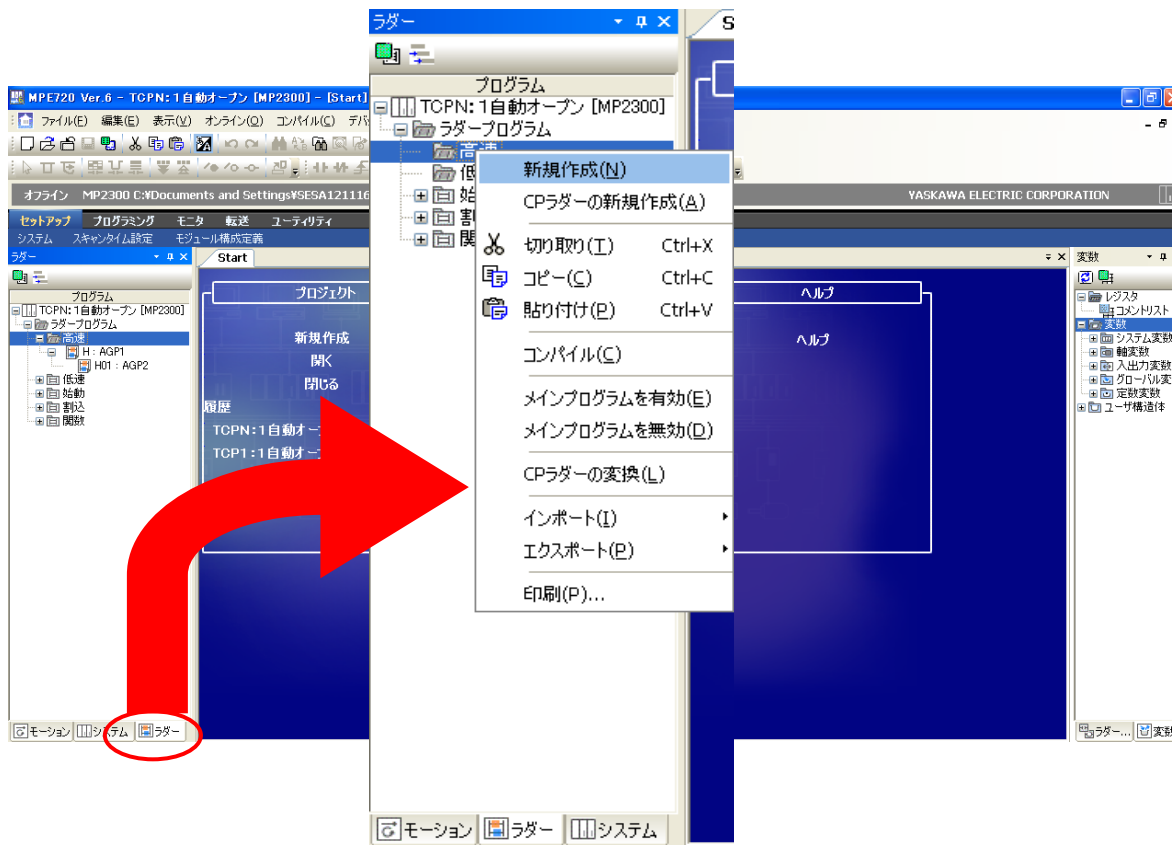 MPE720 Ver.6 - TCPN:1自動オープン [MP2300] - [Start]
ファイル(F) 編集(E) 表示(V) オンライン(O) コンパイル(C)
オフライン MP2300 C:¥Documents and Settings¥SESA121116
YASKAWA ELECTRIC CORPORATION
セットアップ プログラミング モニタ 転送 ユーティリティ
システム スキャンタイム設定 モジュール構成定義
ラダー
プログラム
TCPN:1自動オープン [MP2300]
ラダープログラム
高速
H : AGP1
H01 : AGP2
低速
始動
割込
関数
モーション システム ラダー
Start
プロジェクト
新規作成
開く
閉じる
履歴
TCPN:1自動オー
TCP1:1自動オー
ラダー
プログラム
TCPN:1自動オープン [MP2300]
ラダープログラム
高速
低
始
割
関
新規作成(N)
CPラダーの新規作成(A)
切り取り(T) Ctrl+X
コピー(C) Ctrl+C
貼り付け(P) Ctrl+V
コンパイル(C)
メインプログラムを有効(E)
メインプログラムを無効(D)
CPラダーの変換(L)
インポート(I)
エクスポート(P)
印刷(P)...
モーション ラダー システム
ヘルプ
ヘルプ
変数
レジスタ
コメントリスト
変数
システム変数
軸変数
入出力変数
グローバル変
定数変数
ユーザ構造体
ラダー... 変数